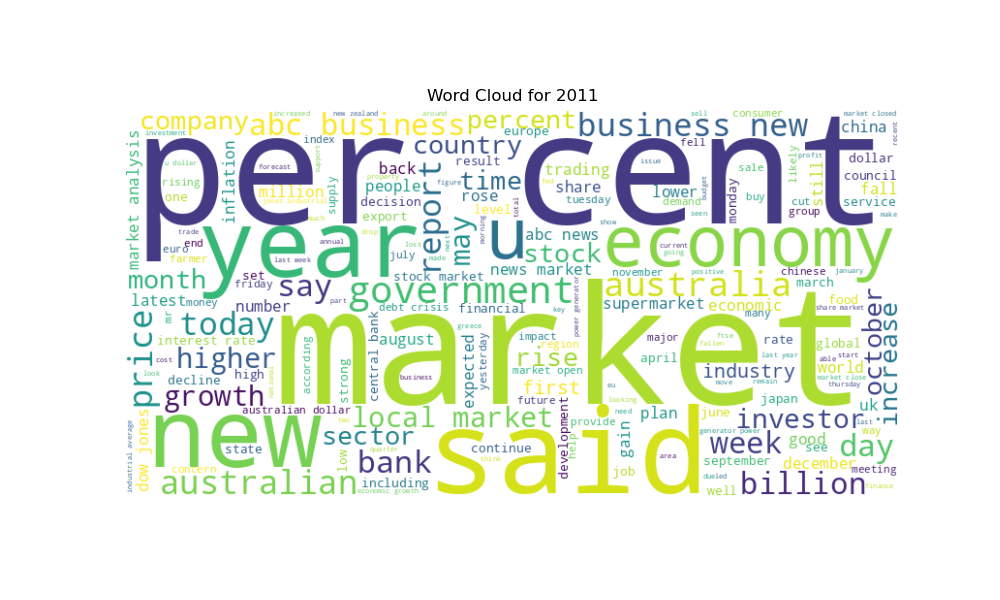 Word Cloud for 2011
increased
new zealand
around
sell
consumer
market closed
company
abc business
percent
business new
china
recent
investment
index
europe
fell
country
per cent
market analysis
u dollar
forecast
support
result
back
trading
issue
likely
profit
dollar
rising
one
inflation
supply
million
people
figure
time
share
lower
sale
still
council
decision
rose
tuesday
budget
monday
buy
cut
fall
property
report
level
total
demand
group
service
much
export
may
show
seen
make
trade
year
drop
morning
u
abc news
economy
end
annual
loss
stock
current
euro
july
next
going
farmer
last week
made
news market
month
set
friday
stock market
november
positive
chinese
january
say
government
australia
march
latest
money
number
part
debt crisis
financial
key
power generator
supermarket
economic
food
share market
price
mr
today
august
greece
market
many
october
increase
interest rate
central bank
expected
yesterday
impact
region
major
ftse
fallen
rate
global
cost
higher
according
strong
rise
last year
able
start
look
decline
high
national
business
market open
april
industry
world
market close
first
eu
move
remain
thursday
growth
future
looking
japan
australian dollar
two
local market
development
need
plan
june
investor
last
uk
new
said
provide
generator power
way
dow jones
industrial average
state
sector
continue
help
gain
area
week
good
see
day
low
quarter
think
september
december
meeting
concern
bank
job
dueled
australian
including
economic growth
well
billion
finance